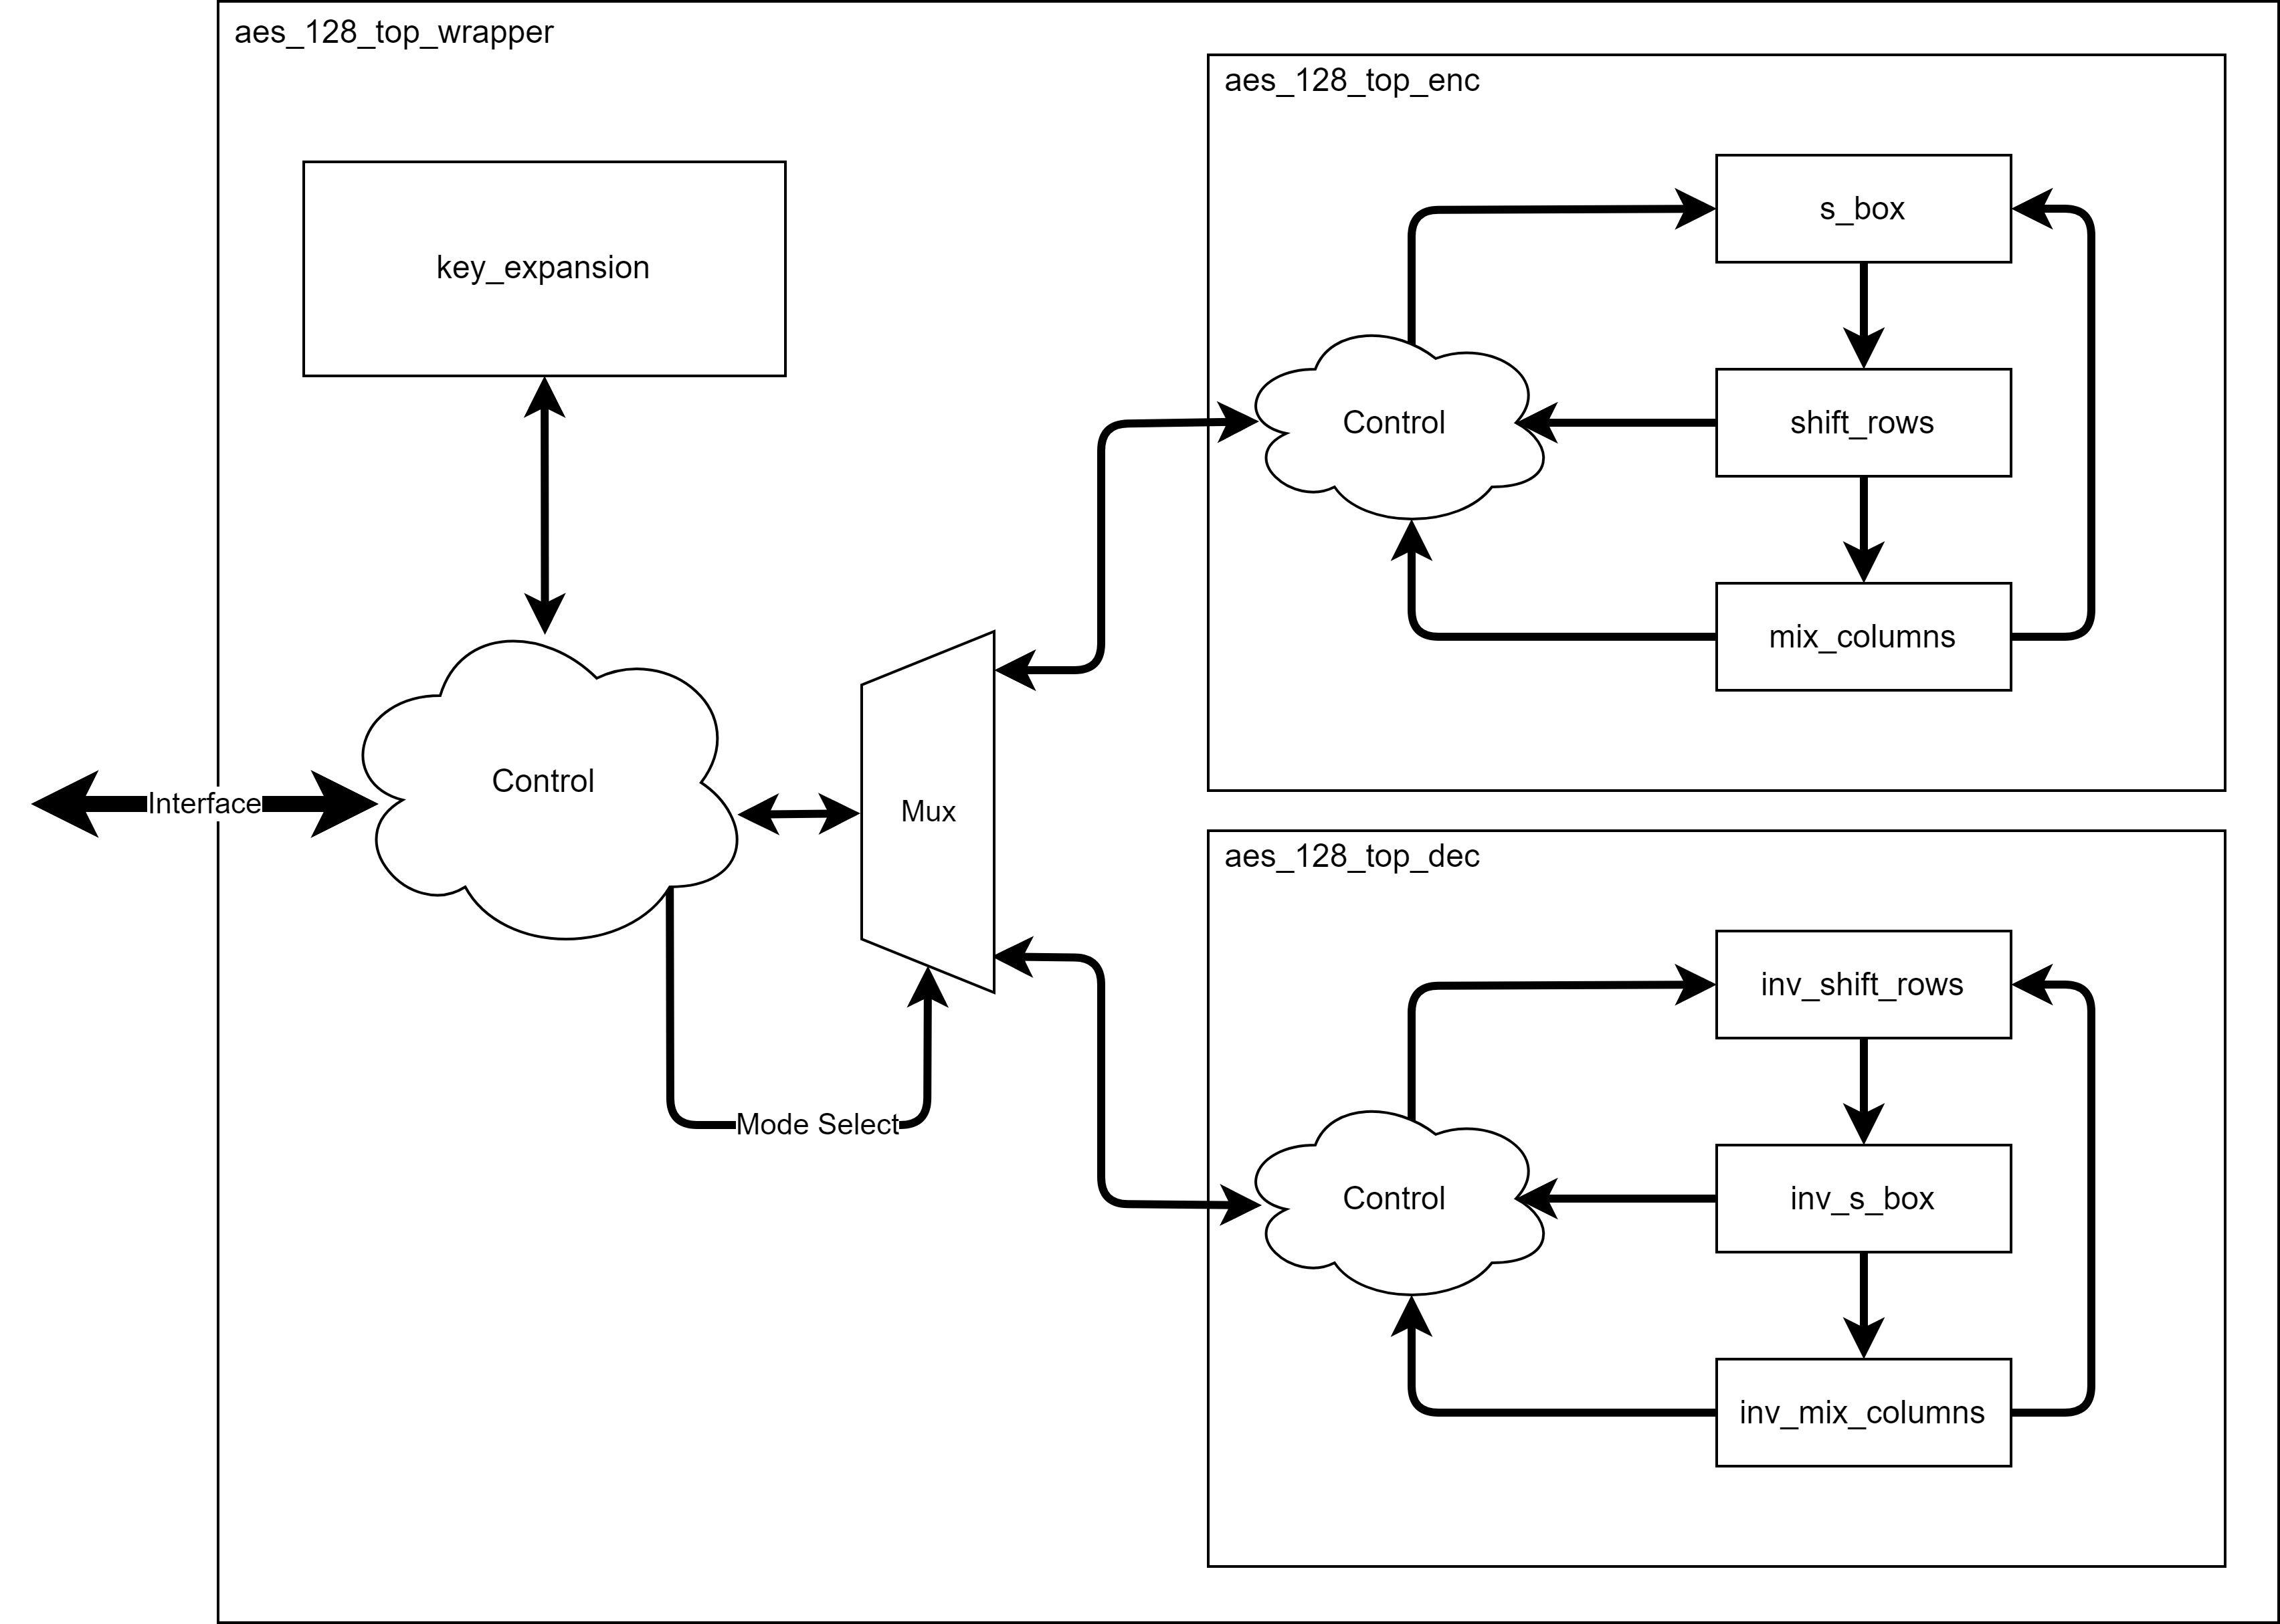 aes_128_top_wrapper
key_expansion
Control
Interface
Mux
Mode Select
aes_128_top_enc
s_box
Control
shift_rows
mix_columns
aes_128_top_dec
inv_shift_rows
Control
inv_s_box
inv_mix_columns